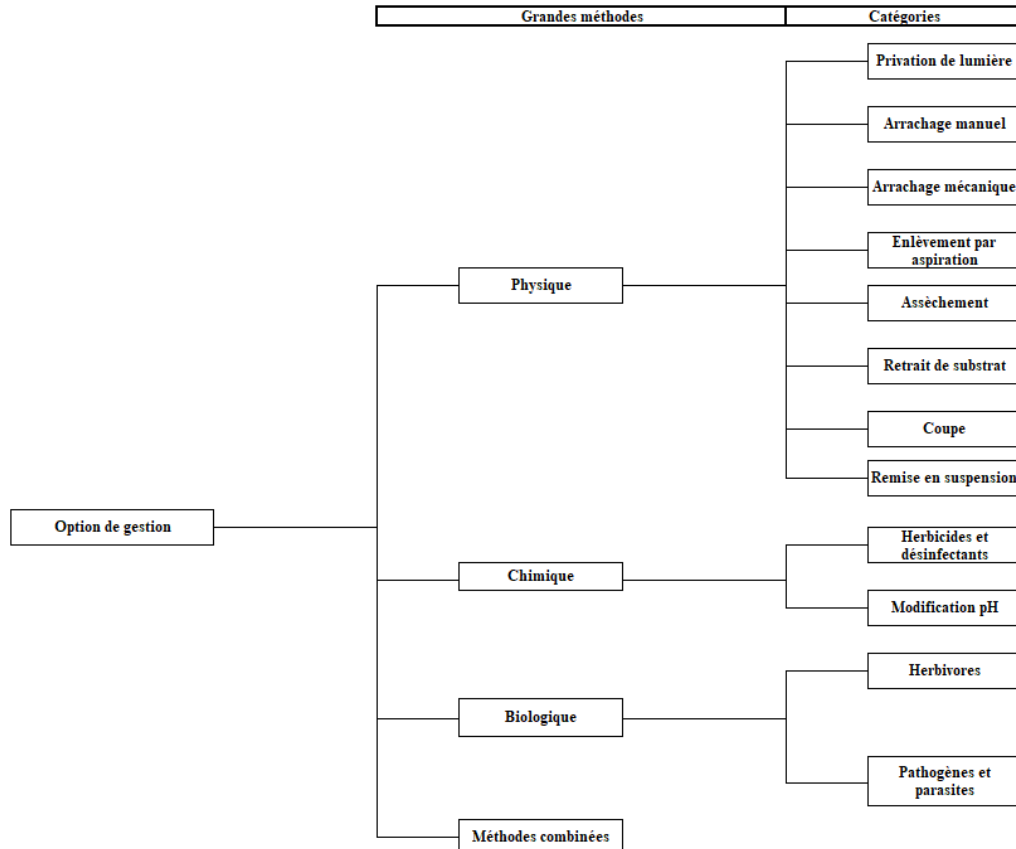 Grandes méthodes
Catégories
Privation de lumière
Arrachage manuel
Arrachage mécanique
Enlèvement par
aspiration
Physique
Assèchement
Retrait de substrat
Coupe
Remise en suspension
Option de gestion
Herbicides et
désinfectants
Chimique
Modification pH
Herbivores
Biologique
Pathogènes et
parasites
Méthodes combinées